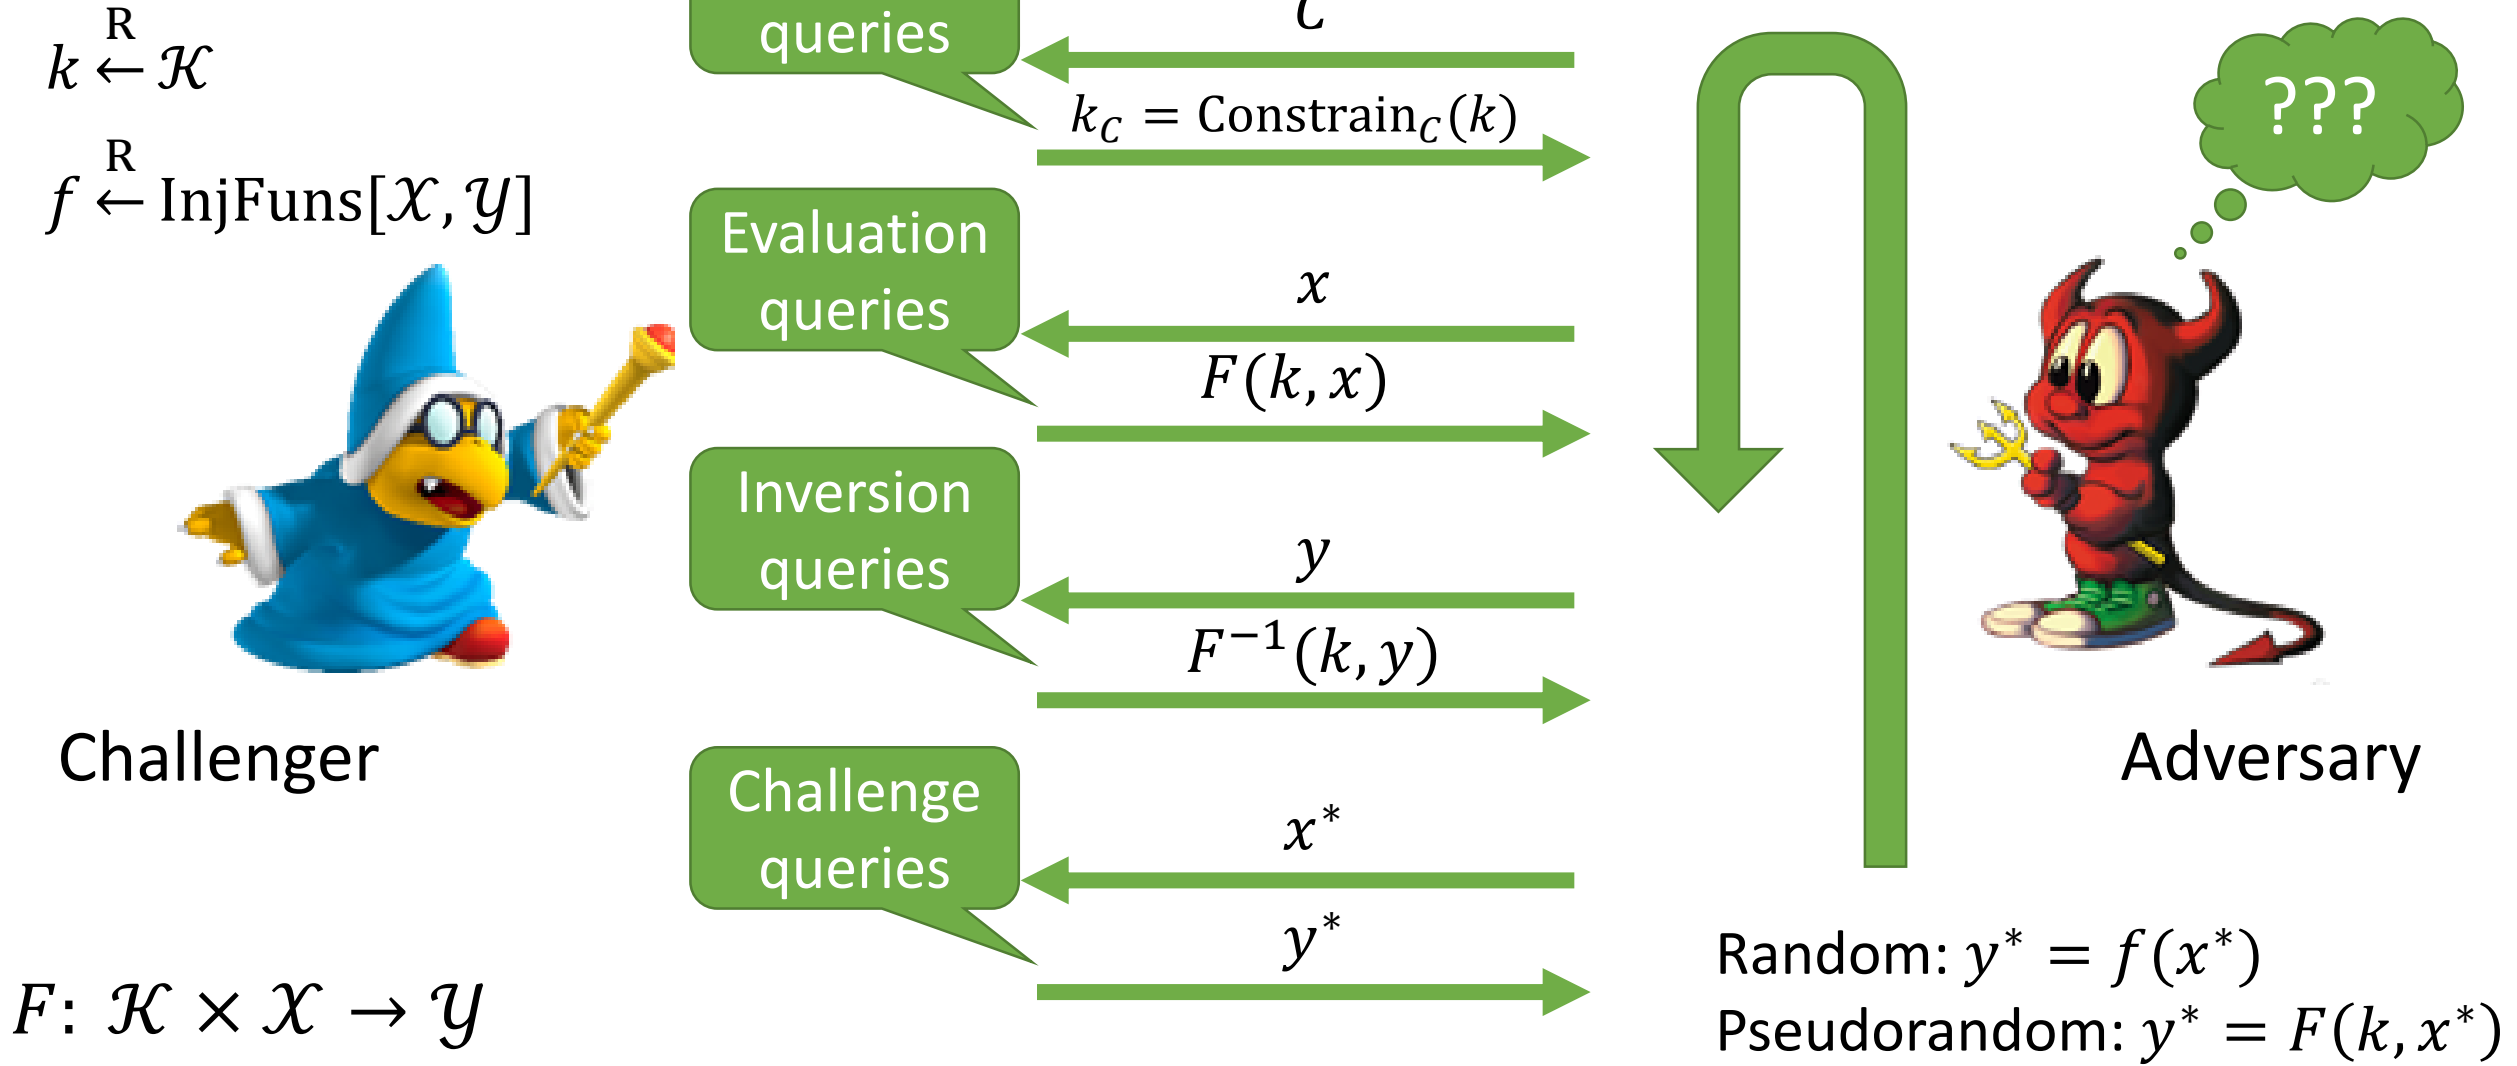 k ←R 𝒦
f ←R InjFuns[𝒳, 𝒴]
Challenger
F: 𝒦 × 𝒳 → 𝒴
queries
C
k_C = Constrain_C(k)
Evaluation
queries
x
F(k, x)
Inversion
queries
y
F⁻¹(k, y)
Challenge
queries
x*
y*
???
Adversary
Random: y* = f(x*)
Pseudorandom: y* = F(k, x*)